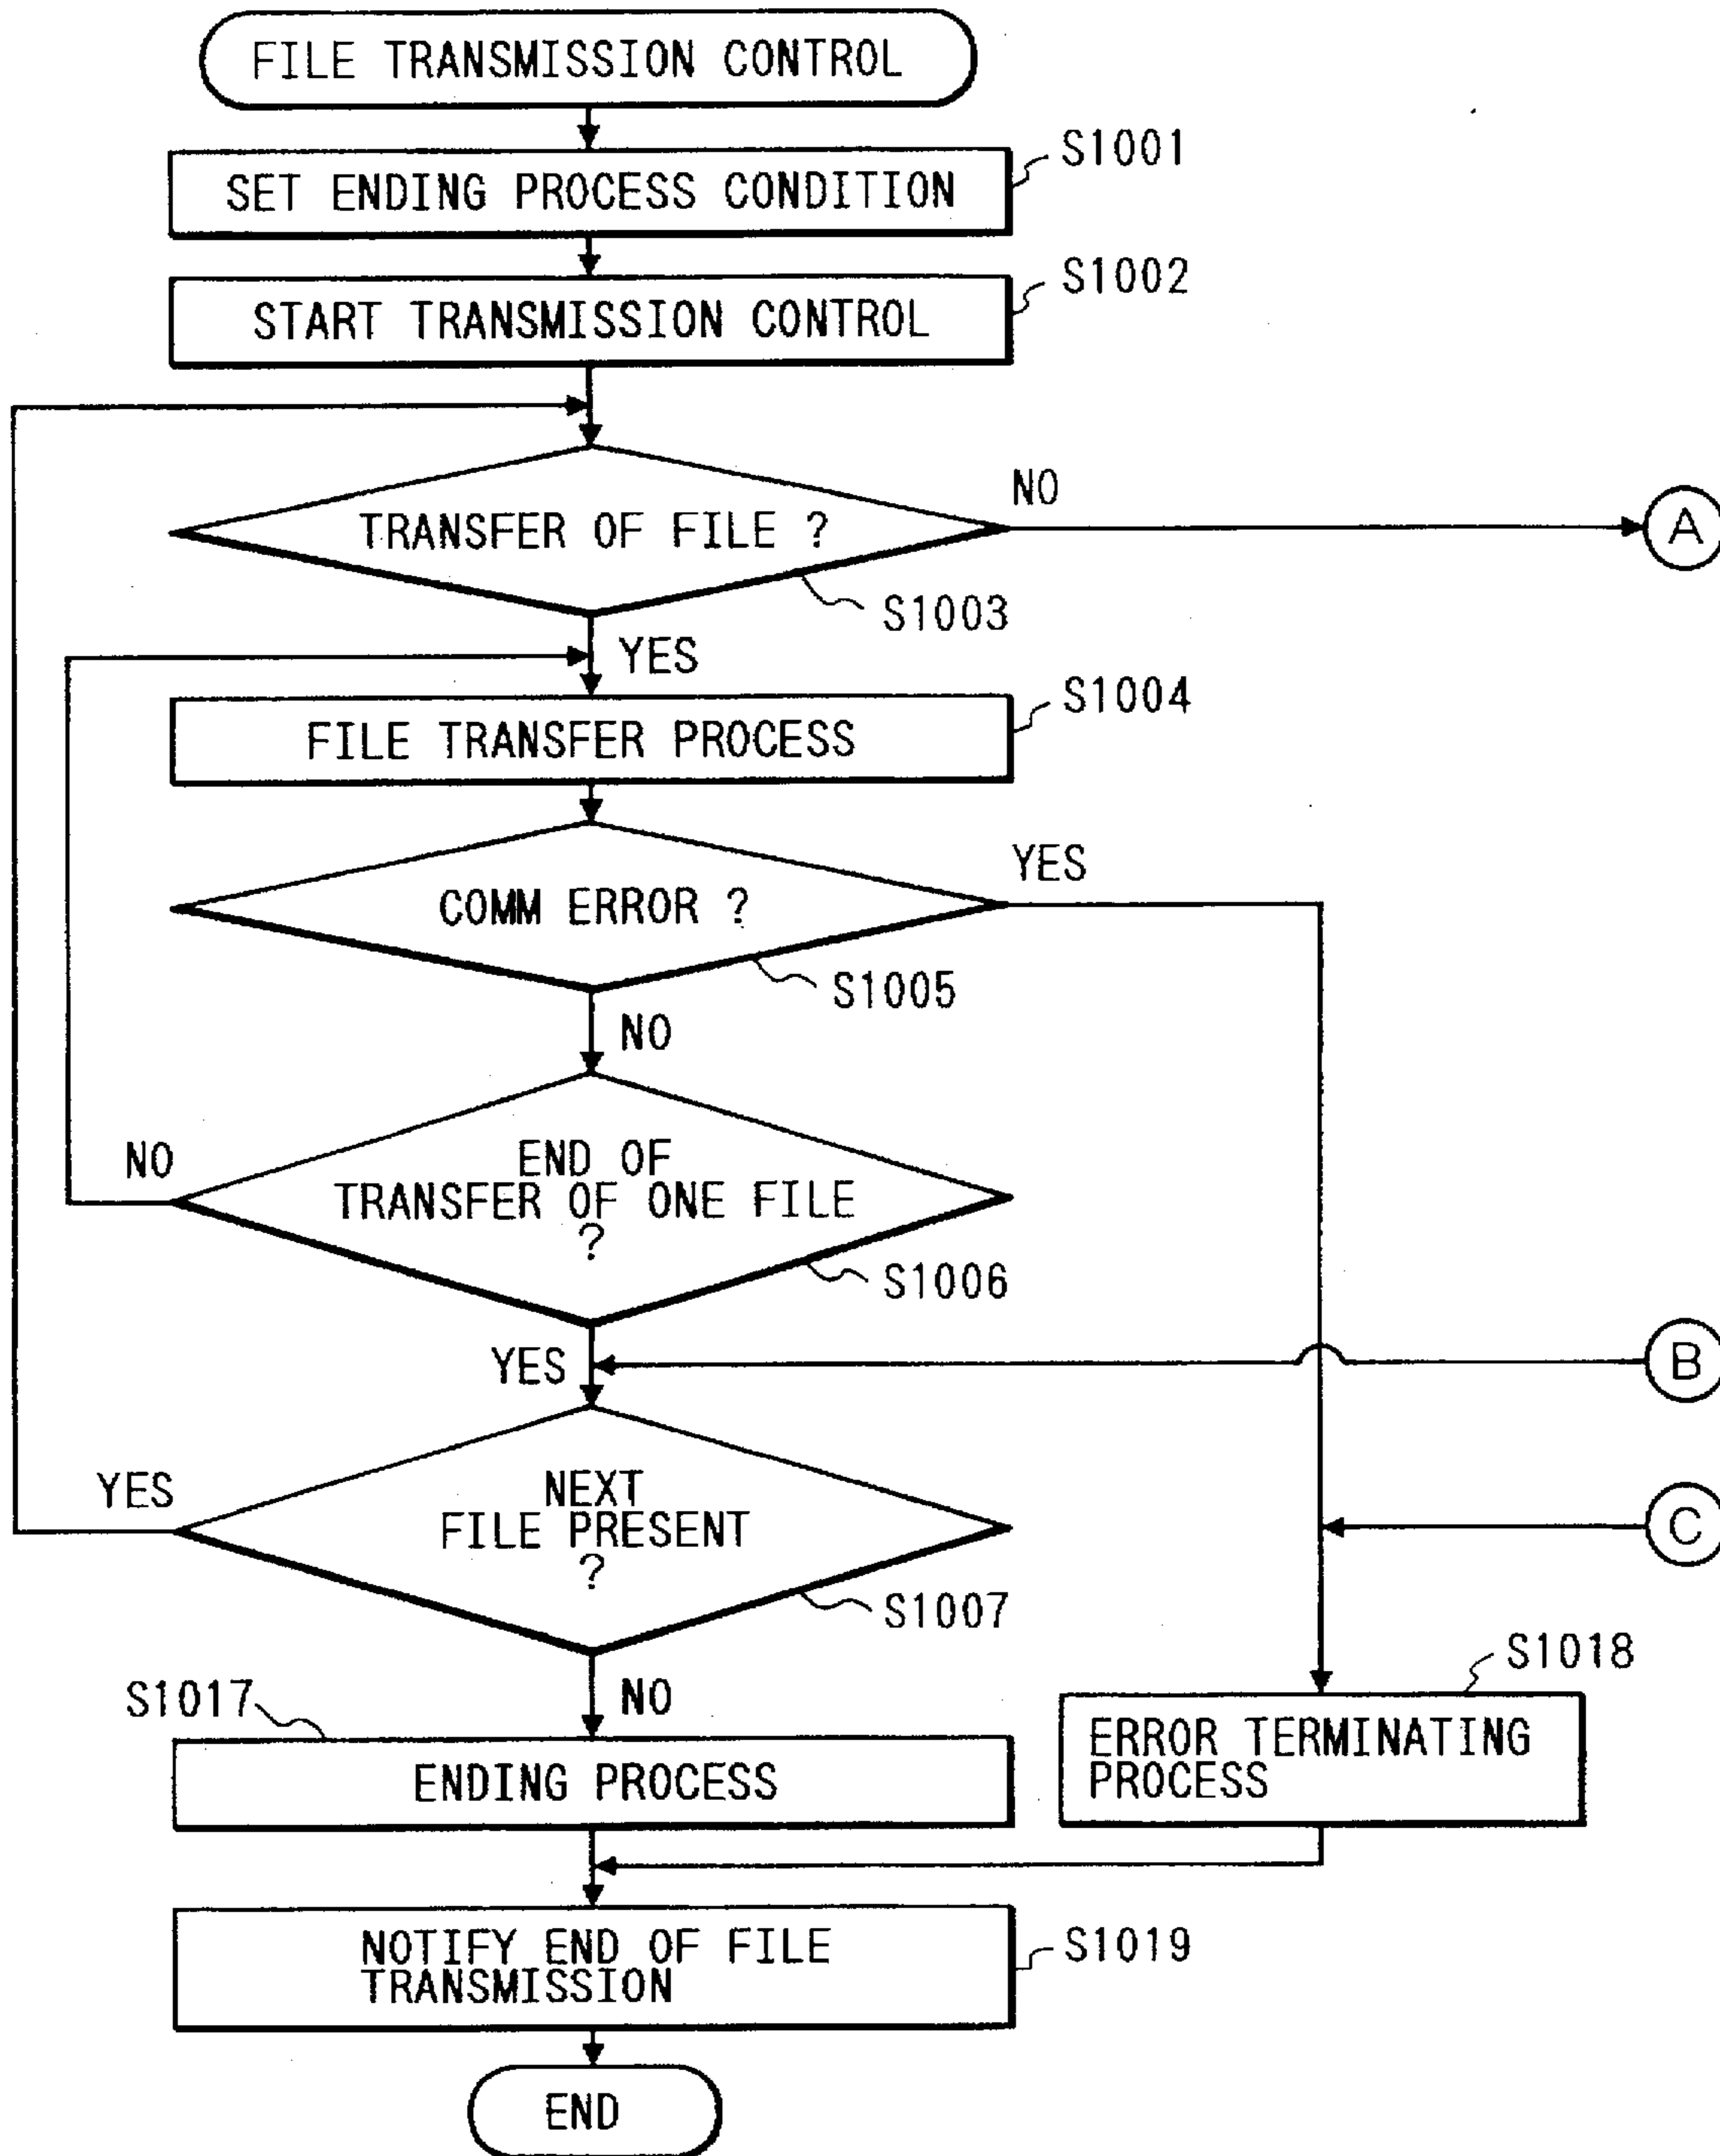 FILE TRANSMISSION CONTROL
S1001
SET ENDING PROCESS CONDITION
S1002
START TRANSMISSION CONTROL
NO
A
TRANSFER OF FILE ?
S1003
YES
S1004
FILE TRANSFER PROCESS
YES
COMM ERROR ?
S1005
NO
NO
END OF
TRANSFER OF ONE FILE
?
S1006
YES
B
YES
NEXT
FILE PRESENT
?
C
S1007
S1018
S1017
NO
ERROR TERMINATING
PROCESS
ENDING PROCESS
NOTIFY END OF FILE
TRANSMISSION
S1019
END